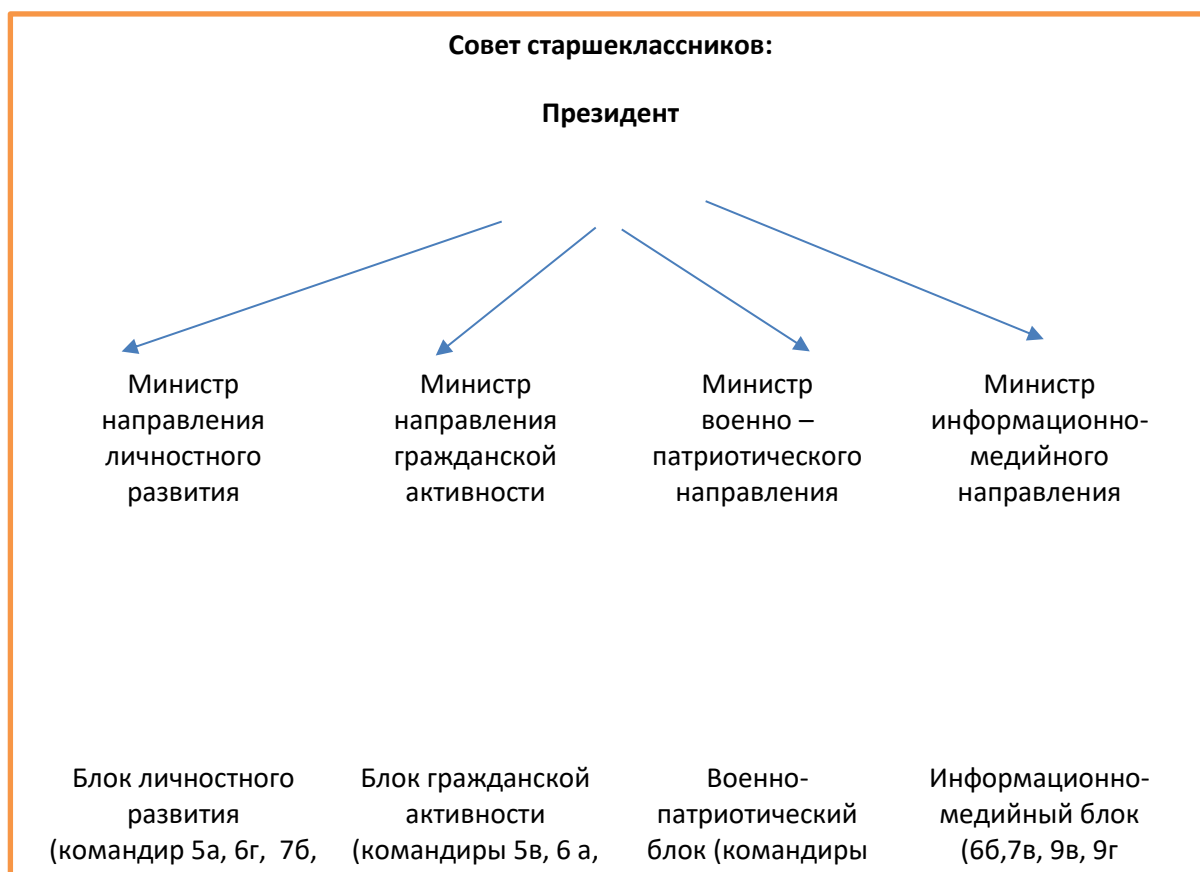 Совет старшеклассников:
Президент
Министр
направления
личностного
развития
Министр
направления
гражданской
активности
Министр
военно –
патриотического
направления
Министр
информационно-
медийного
направления
Блок личностного
развития
(командир 5а, 6г, 7б,
Блок гражданской
активности
(командиры 5в, 6 а,
Военно-
патриотический
блок (командиры
Информационно-
медийный блок
(6б,7в, 9в, 9г